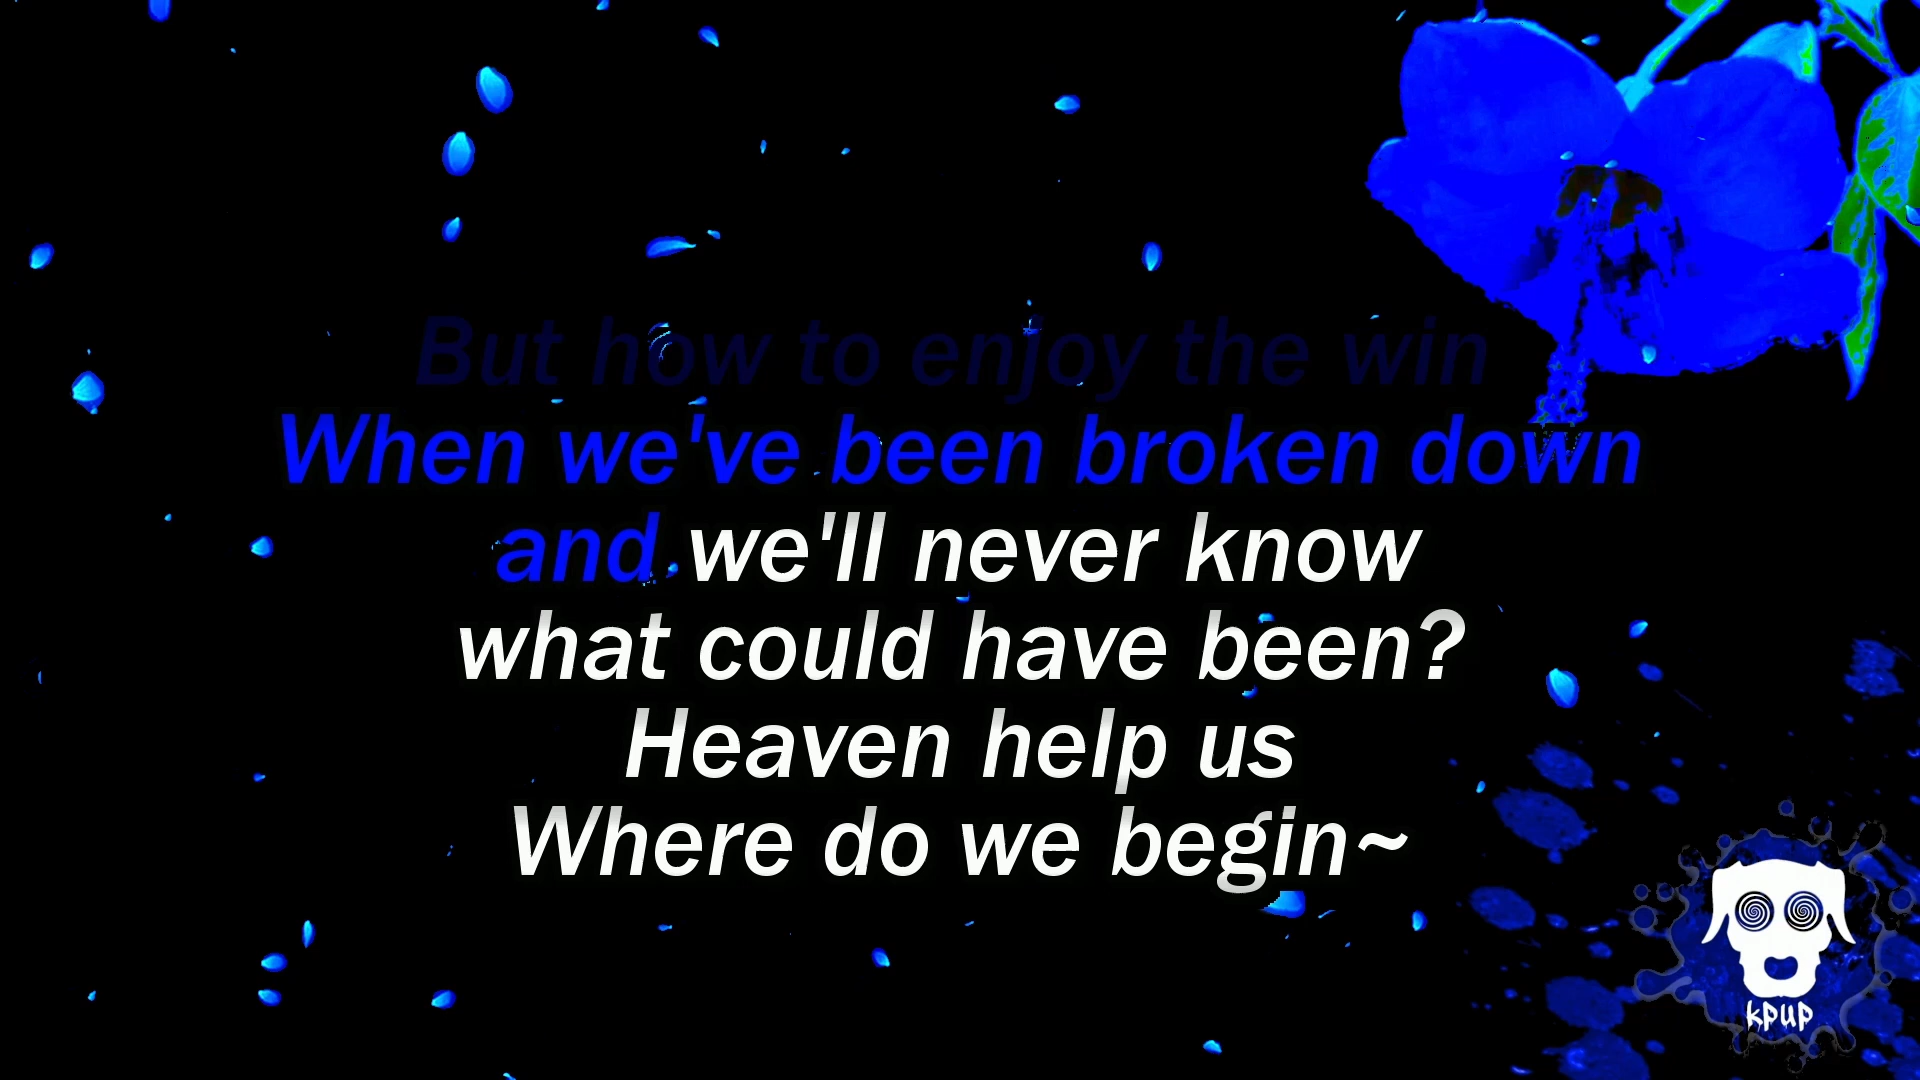 But how to enjoy the win
When we've been broken down
and we'll never know
what could have been?
Heaven help us
Where do we begin~
kpup